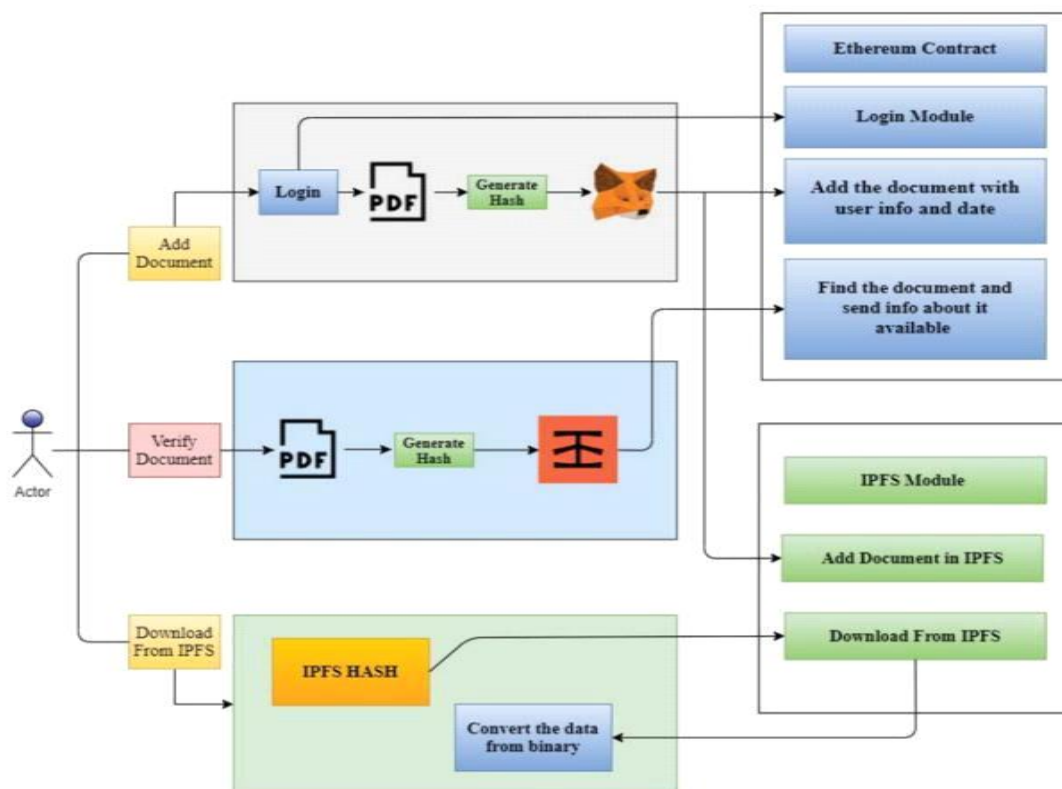 Ethereum Contract
Login Module
Login
PDF
Generate
Hash
Add the document with
user info and date
Add
Document
Find the document and
send info about it
available
Verify
Document
PDF
Generate
Hash
Actor
IPFS Module
Add Document in IPFS
Download
From IPFS
IPFS HASH
Download From IPFS
Convert the data
from binary